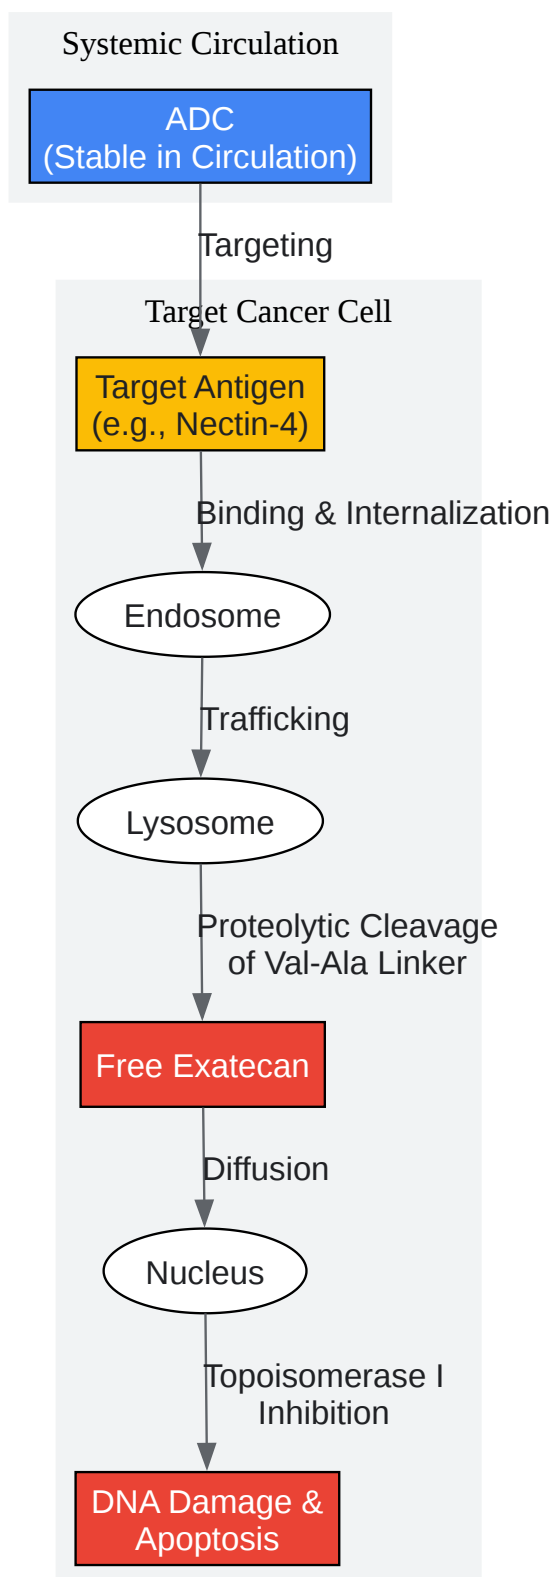 Systemic Circulation
ADC
(Stable in Circulation)
Targeting
Target Cancer Cell
Target Antigen
(e.g., Nectin-4)
Binding & Internalization
Endosome
Trafficking
Lysosome
Proteolytic Cleavage
of Val-Ala Linker
Free Exatecan
Diffusion
Nucleus
Topoisomerase I
Inhibition
DNA Damage &
Apoptosis